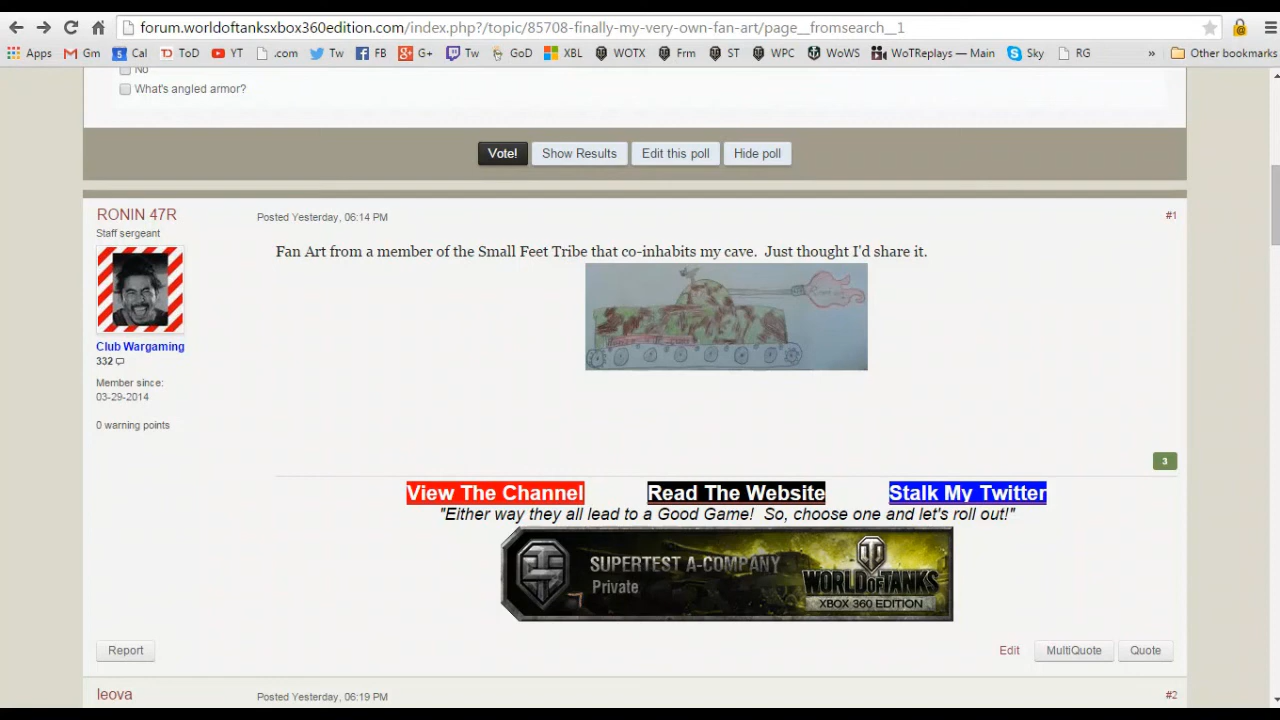 forum.worldoftanksxbox360edition.com/index.php?/topic/85708-finally-my-very-own-fan-art/page__fromsearch__1
Apps Gm 5 Cal ToD YT .com Tw FB G+ Tw GoD XBL WOTX Frm ST WPC WoWS WoTReplays — Main Sky RG » Other bookmarks
No
What's angled armor?
Vote! Show Results Edit this poll Hide poll
RONIN 47R Posted Yesterday, 06:14 PM #1
Staff sergeant
Fan Art from a member of the Small Feet Tribe that co-inhabits my cave.  Just thought I'd share it.
Club Wargaming
332
Member since:
03-29-2014
0 warning points
3
View The Channel Read The Website Stalk My Twitter
"Either way they all lead to a Good Game!  So, choose one and let's roll out!"
SUPERTEST A-COMPANY
Private
WORLD OF TANKS
XBOX 360 EDITION
Report Edit MultiQuote Quote
leova Posted Yesterday, 06:19 PM #2